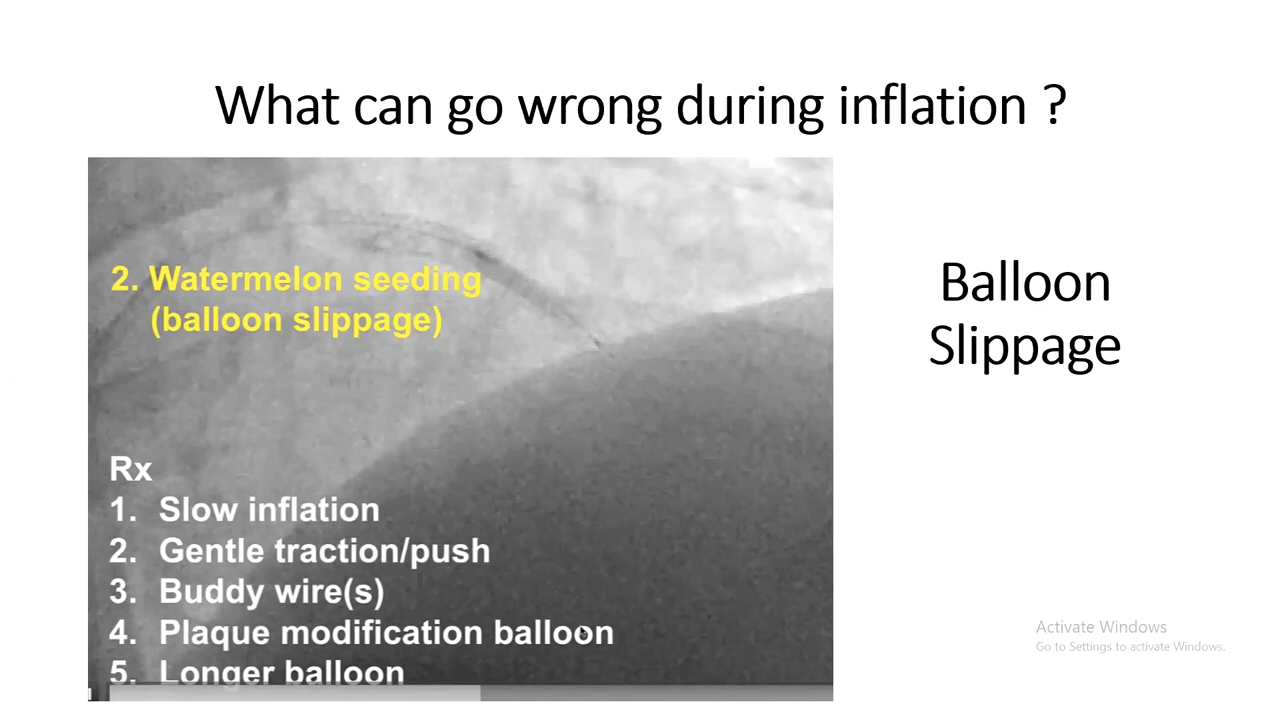 What can go wrong during inflation ?
2. Watermelon seeding
(balloon slippage)
Rx
1. Slow inflation
2. Gentle traction/push
3. Buddy wire(s)
4. Plaque modification balloon
5. Longer balloon
Balloon
Slippage
Activate Windows
Go to Settings to activate Windows.